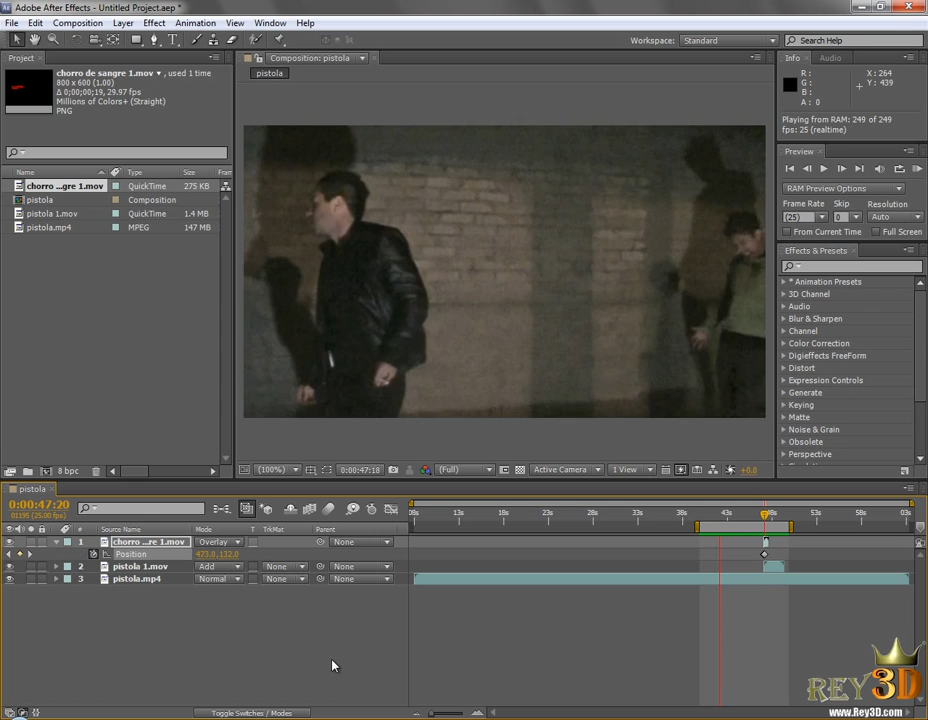 Adobe After Effects - Untitled Project.aep *
File Edit Composition Layer Effect Animation View Window Help
Workspace: Standard
Search Help
Project
chorro de sangre 1.mov ▾ , used 1 time
800 x 600 (1.00)
Δ 0;00;00;19, 29.97 fps
Millions of Colors+ (Straight)
PNG
Name Type Size Fram
chorro ...gre 1.mov QuickTime 275 KB
pistola Composition
pistola 1.mov QuickTime 1.4 MB
pistola.mp4 MPEG 147 MB
8 bpc
Composition: pistola
pistola
(100%) 0:00:47:18 (Full) Active Camera 1 View +0.0
Info Audio
R : X : 264
G : Y : 439
B :
A : 0
Playing from RAM: 249 of 249
fps: 25 (realtime)
Preview
RAM Preview Options
Frame Rate Skip Resolution
(25) 0 Auto
From Current Time Full Screen
Effects & Presets
* Animation Presets
3D Channel
Audio
Blur & Sharpen
Channel
Color Correction
Digieffects FreeForm
Distort
Expression Controls
Generate
Keying
Matte
Noise & Grain
Obsolete
Perspective
pistola
0:00:47:20
01195 (25.00 fps)
08s 13s 18s 23s 28s 33s 38s 43s 48s 53s 58s 03s
# Source Name Mode T TrkMat Parent
1 chorro ...re 1.mov Overlay None
Position 473.0,132.0
2 pistola 1.mov Add None None
3 pistola.mp4 Normal None None
Toggle Switches / Modes
REY3D
www.Rey3D.com